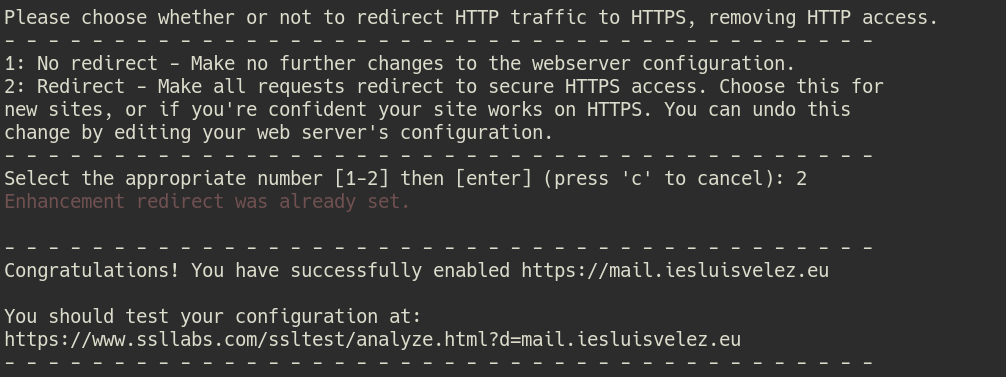 Please choose whether or not to redirect HTTP traffic to HTTPS, removing HTTP access.
- - - - - - - - - - - - - - - - - - - - - - - - - - - - - - - - - - - - - - - -
1: No redirect - Make no further changes to the webserver configuration.
2: Redirect - Make all requests redirect to secure HTTPS access. Choose this for
new sites, or if you're confident your site works on HTTPS. You can undo this
change by editing your web server's configuration.
- - - - - - - - - - - - - - - - - - - - - - - - - - - - - - - - - - - - - - - -
Select the appropriate number [1-2] then [enter] (press 'c' to cancel): 2
Enhancement redirect was already set.
- - - - - - - - - - - - - - - - - - - - - - - - - - - - - - - - - - - - - - - -
Congratulations! You have successfully enabled https://mail.iesluisvelez.eu
You should test your configuration at:
https://www.ssllabs.com/ssltest/analyze.html?d=mail.iesluisvelez.eu
- - - - - - - - - - - - - - - - - - - - - - - - - - - - - - - - - - - - - - - -